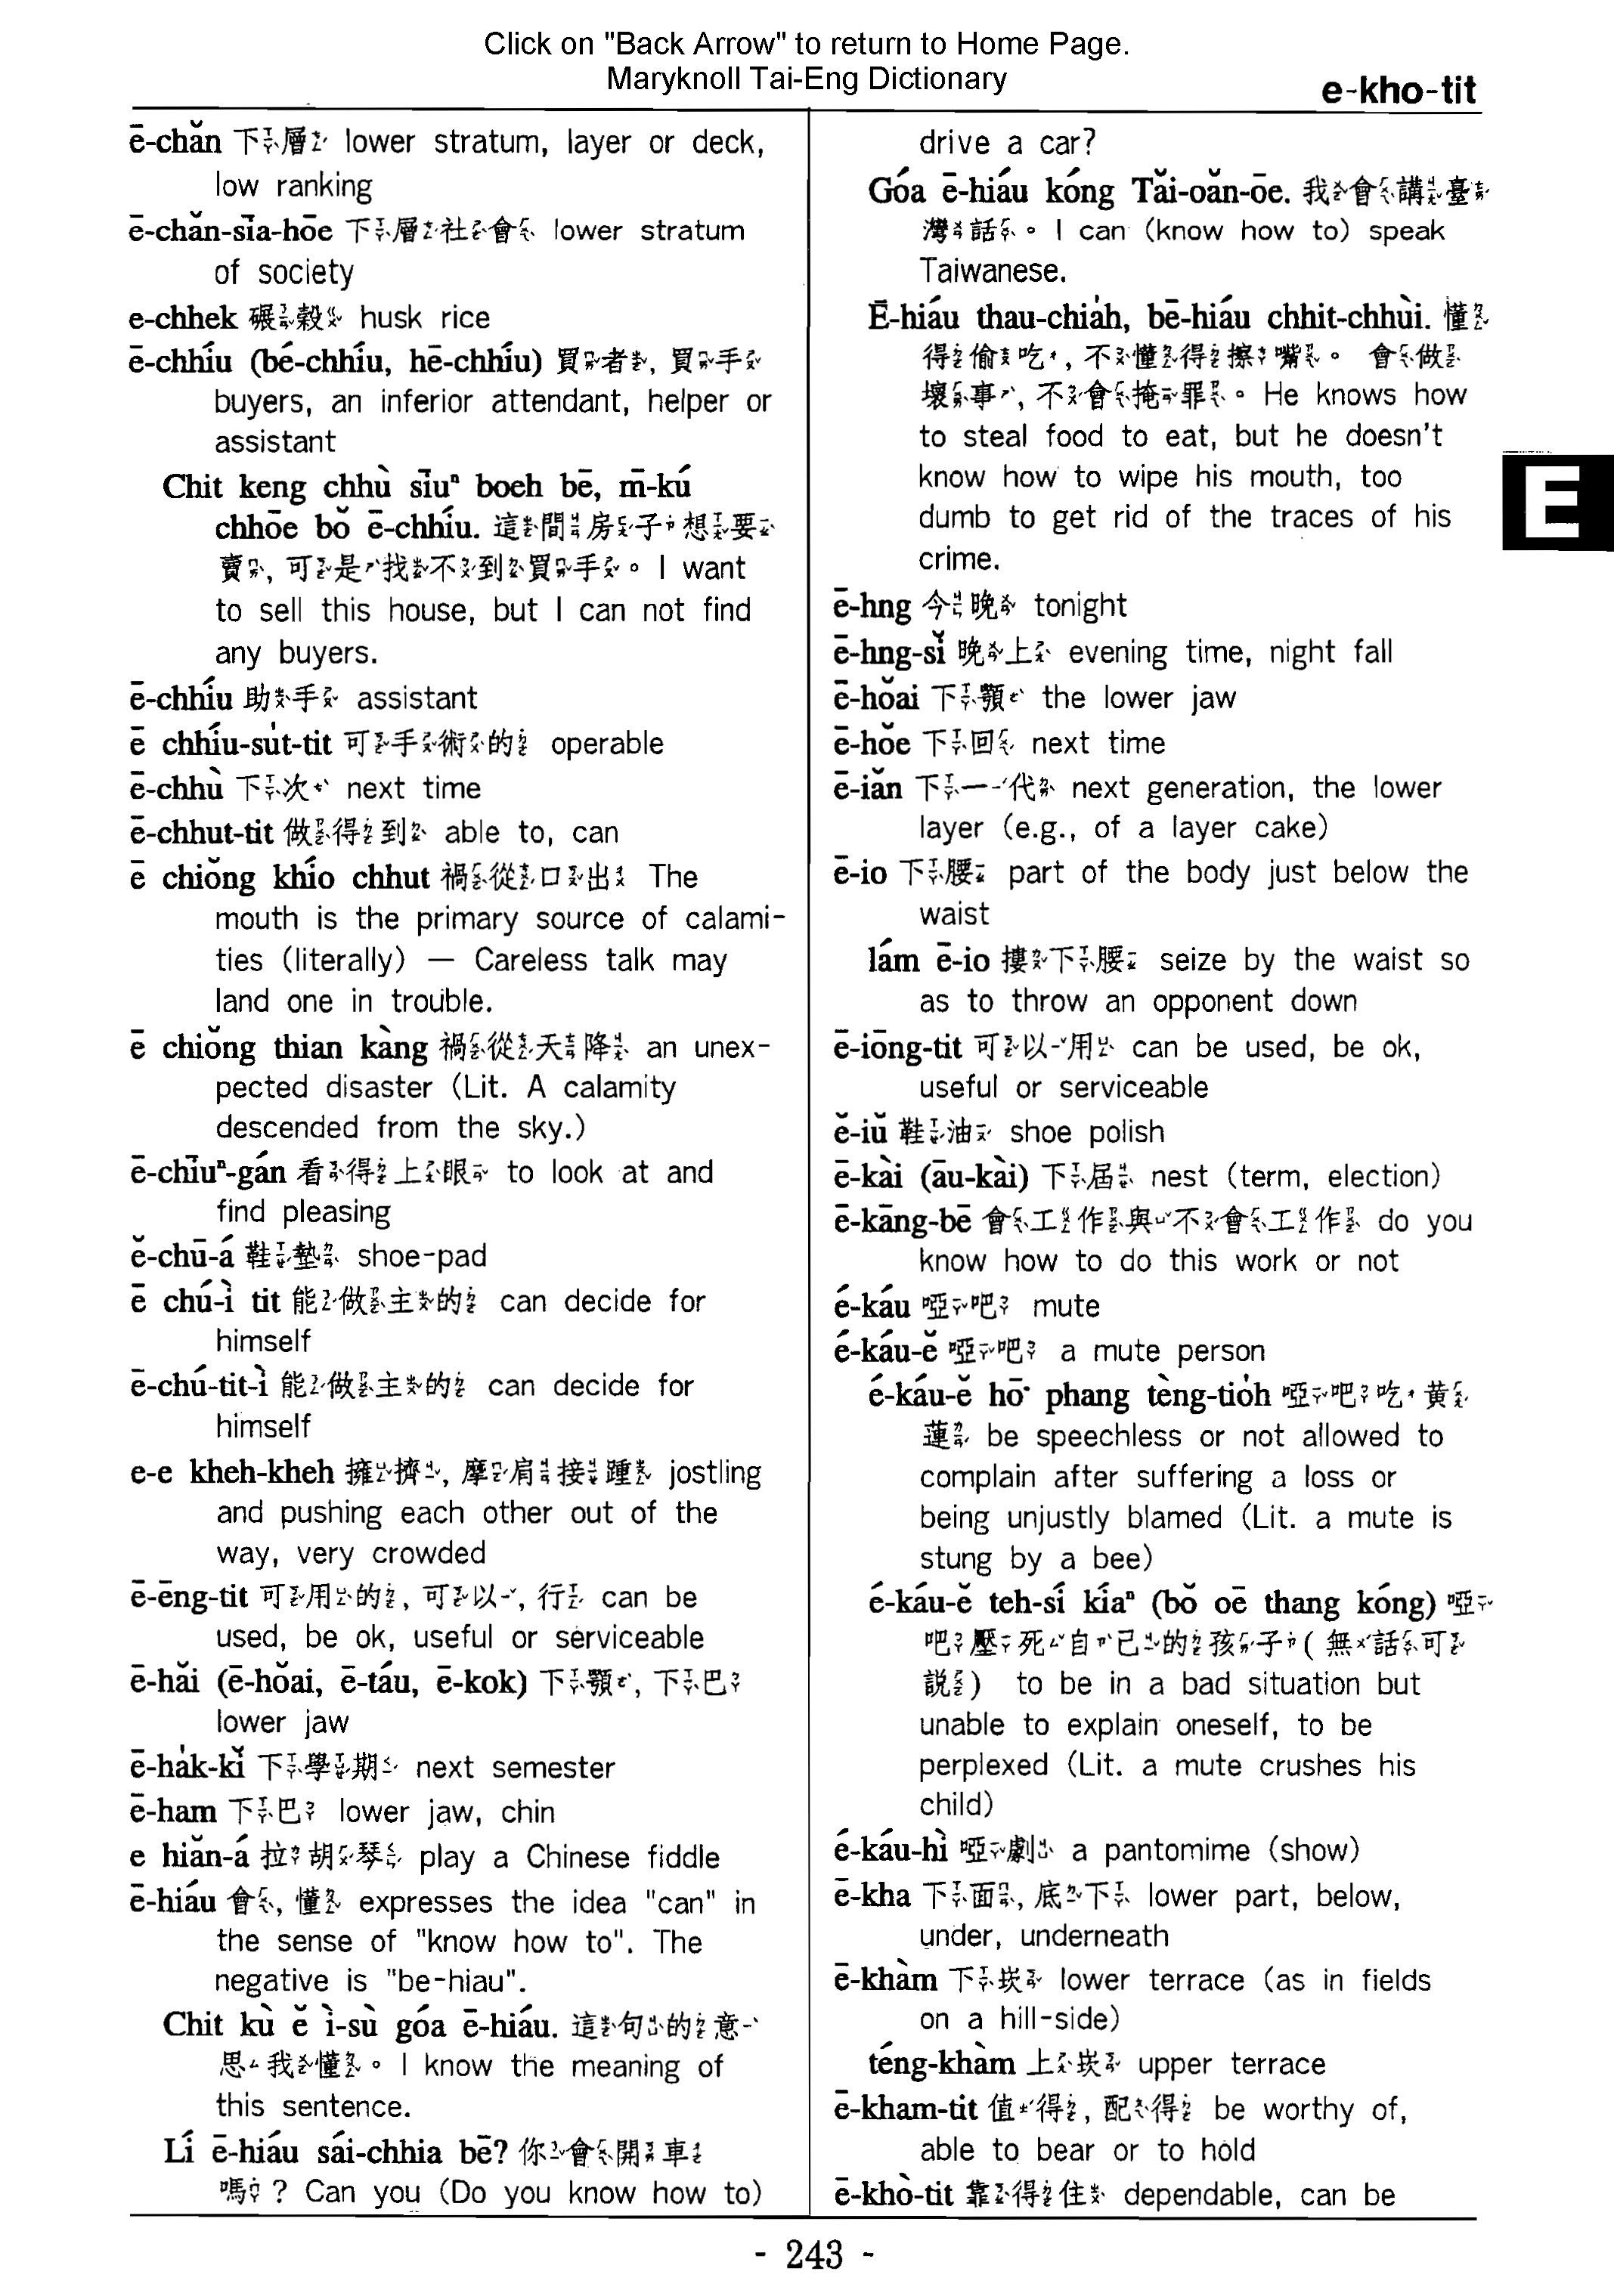 Click on "Back Arrow" to return to Home Page.
Maryknoll Tai-Eng Dictionary
e-kho-tit
ē-chăn 下層 lower stratum, layer or deck,
low ranking
ē-chăn-sīa-hōe 下層社會 lower stratum
of society
e-chhek 碾穀 husk rice
ē-chhíu (bé-chhíu, hē-chhíu) 買者, 買手
buyers, an inferior attendant, helper or
assistant
Chit keng chhù sīuⁿ boeh bē, m̄-kú
chhōe bŏ ē-chhíu. 這間房子想要
賣, 可是找不到買手。I want
to sell this house, but I can not find
any buyers.
ē-chhíu 助手 assistant
ē chhíu-su̍t-tit 可手術的 operable
ē-chhù 下次 next time
ē-chhut-tit 做得到 able to, can
ē chiŏng khío chhut 禍從口出 The
mouth is the primary source of calami-
ties (literally) — Careless talk may
land one in trouble.
ē chiŏng thian kàng 禍從天降 an unex-
pected disaster (Lit. A calamity
descended from the sky.)
ē-chīuⁿ-gán 看得上眼 to look at and
find pleasing
ĕ-chū-á 鞋墊 shoe-pad
ē chú-ì tit 能做主的 can decide for
himself
ē-chú-tit-ì 能做主的 can decide for
himself
e-e kheh-kheh 擁擠, 摩肩接踵 jostling
and pushing each other out of the
way, very crowded
ē-ēng-tit 可用的, 可以, 行 can be
used, be ok, useful or serviceable
ē-hăi (ē-hŏai, ē-táu, ē-kok) 下顎, 下巴
lower jaw
ē-ha̍k-kĭ 下學期 next semester
ē-ham 下巴 lower jaw, chin
e hiăn-á 拉胡琴 play a Chinese fiddle
ē-hiáu 會, 懂 expresses the idea "can" in
the sense of "know how to". The
negative is "be-hiau".
Chit kù ĕ ì-sù góa ē-hiáu. 這句的意
思我懂。I know the meaning of
this sentence.
Lí ē-hiáu sái-chhia bē? 你會開車
嗎? Can you (Do you know how to)
drive a car?
Góa ē-hiáu kóng Tăi-oăn-ōe. 我會講臺
灣話。I can (know how to) speak
Taiwanese.
Ē-hiáu thau-chia̍h, bē-hiáu chhit-chhùi. 懂
得偷吃, 不懂得擦嘴。 會做
壞事, 不會掩罪。He knows how
to steal food to eat, but he doesn't
know how to wipe his mouth, too
dumb to get rid of the traces of his
crime.
ē-hng 今晚 tonight
ē-hng-sĭ 晚上 evening time, night fall
ē-hŏai 下顎 the lower jaw
ē-hŏe 下回 next time
ē-iăn 下一代 next generation, the lower
layer (e.g., of a layer cake)
ē-io 下腰 part of the body just below the
waist
lám ē-io 摟下腰 seize by the waist so
as to throw an opponent down
ē-iōng-tit 可以用 can be used, be ok,
useful or serviceable
ĕ-iŭ 鞋油 shoe polish
ē-kài (āu-kài) 下屆 nest (term, election)
ē-kāng-bē 會工作與不會工作 do you
know how to do this work or not
é-káu 啞吧 mute
é-káu-ĕ 啞吧 a mute person
é-káu-ĕ hō͘ phang tèng-tio̍h 啞吧吃黃
蓮 be speechless or not allowed to
complain after suffering a loss or
being unjustly blamed (Lit. a mute is
stung by a bee)
é-káu-ĕ teh-sí kíaⁿ (bŏ oē thang kóng) 啞
吧壓死自己的孩子(無話可
說) to be in a bad situation but
unable to explain oneself, to be
perplexed (Lit. a mute crushes his
child)
é-káu-hì 啞劇 a pantomime (show)
ē-kha 下面, 底下 lower part, below,
under, underneath
ē-khàm 下崁 lower terrace (as in fields
on a hill-side)
téng-khàm 上崁 upper terrace
ē-kham-tit 值得, 配得 be worthy of,
able to bear or to hold
ē-khò-tit 靠得住 dependable, can be
E
- 243 -